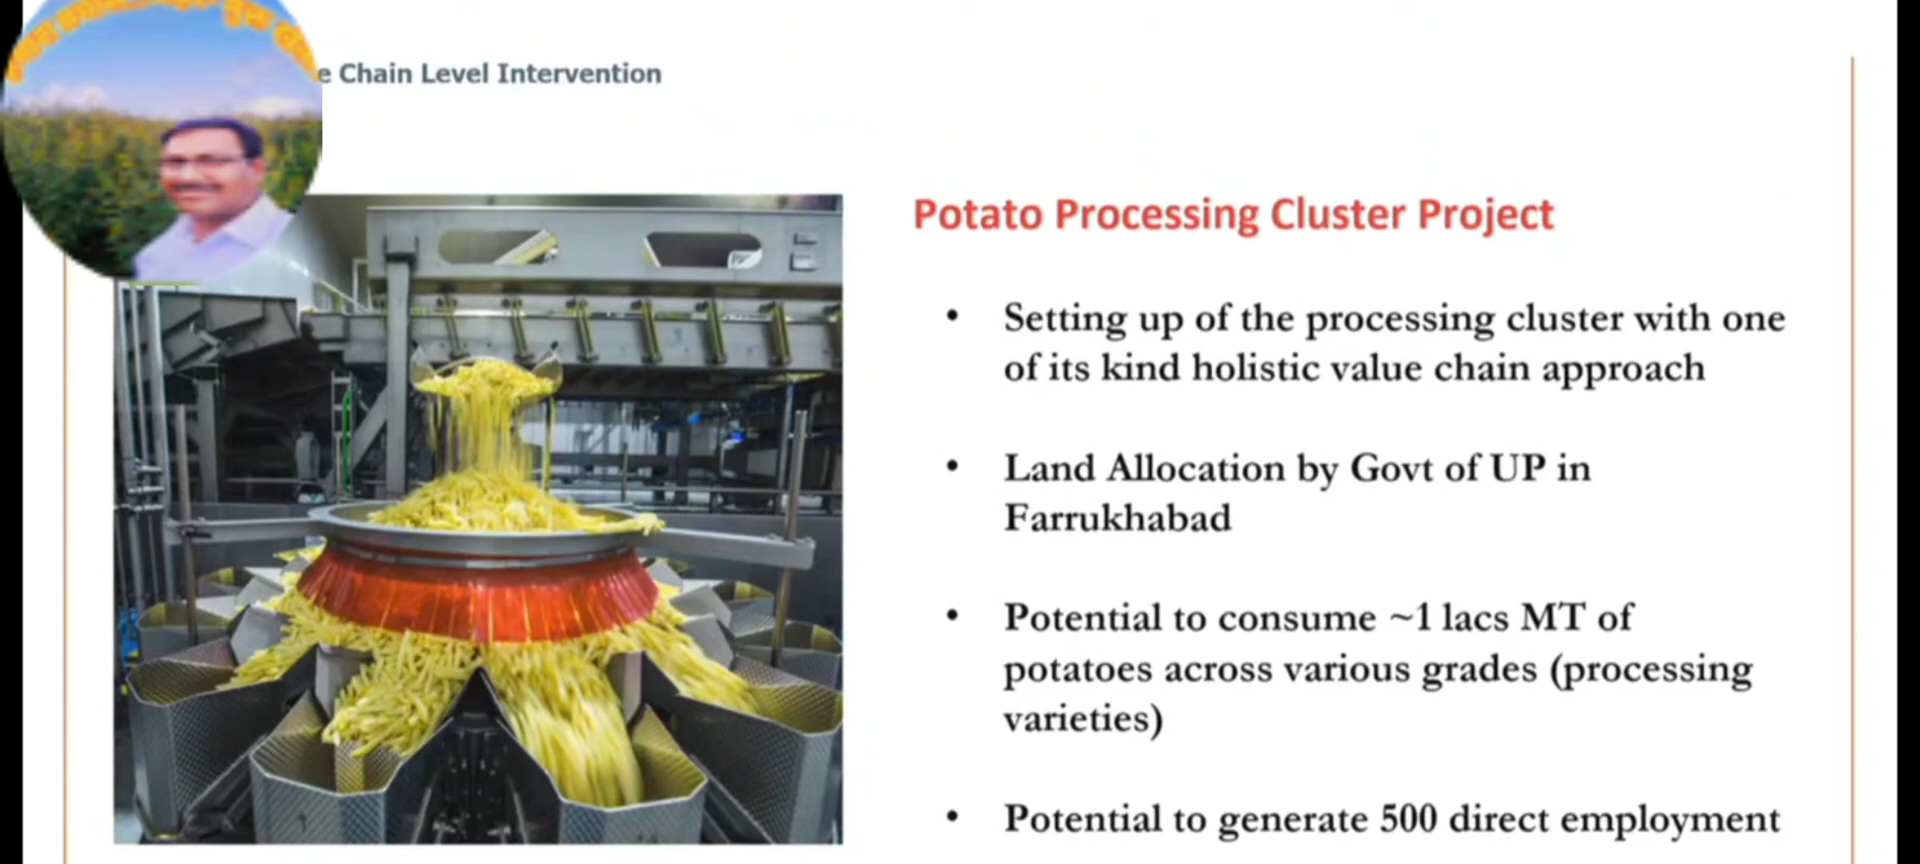 e Chain Level Intervention
Potato Processing Cluster Project
• Setting up of the processing cluster with one
of its kind holistic value chain approach
• Land Allocation by Govt of UP in
Farrukhabad
• Potential to consume ~1 lacs MT of
potatoes across various grades (processing
varieties)
• Potential to generate 500 direct employment